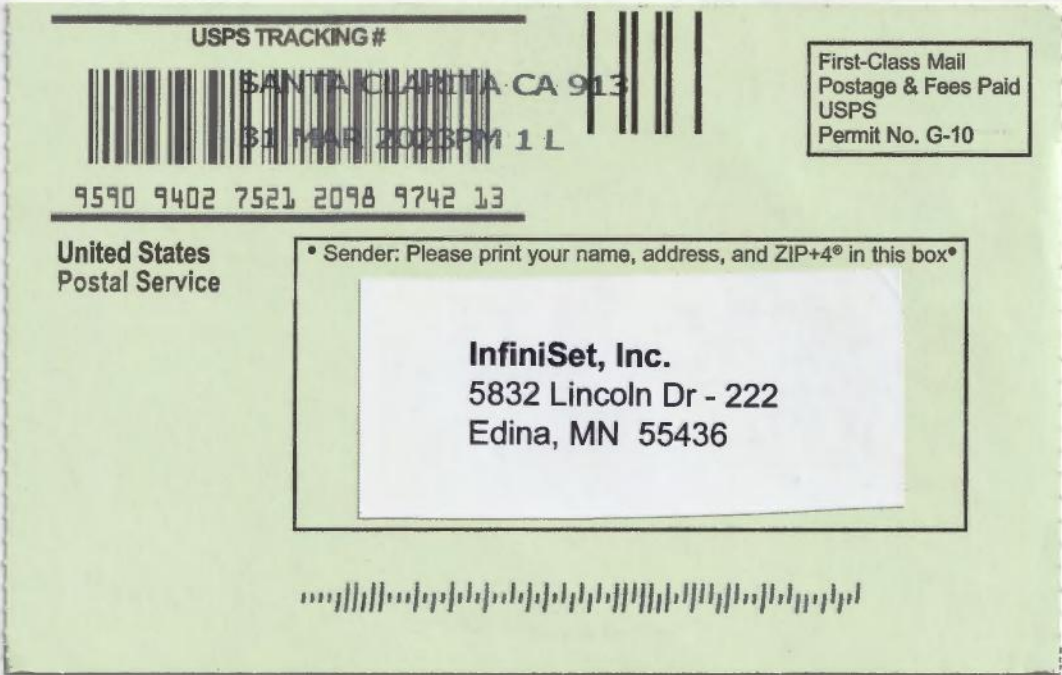 USPS TRACKING #
SANTA CLARITA CA 913
31 MAR 2023PM 1 L
9590 9402 7521 2098 9742 13
First-Class Mail
Postage & Fees Paid
USPS
Permit No. G-10
United States
Postal Service
• Sender: Please print your name, address, and ZIP+4® in this box•
InfiniSet, Inc.
5832 Lincoln Dr - 222
Edina, MN 55436